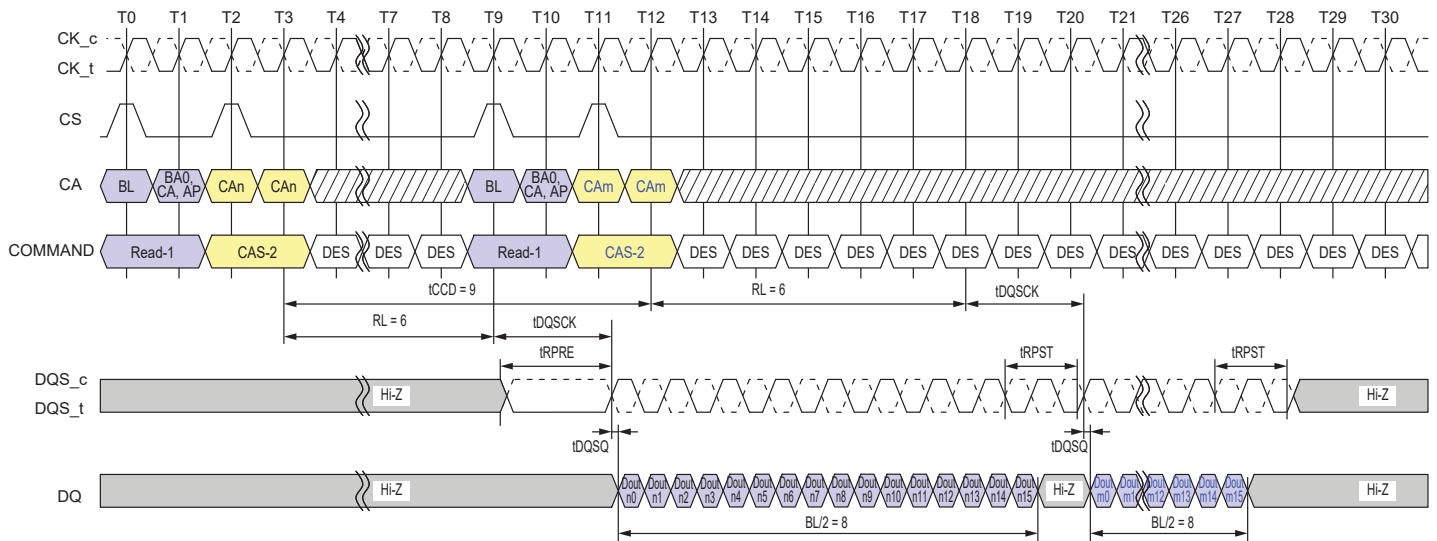 T0 T1 T2 T3 T4 T7 T8 T9 T10 T11 T12 T13 T14 T15 T16 T17 T18 T19 T20 T21 T26 T27 T28 T29 T30
CK_c
CK_t
CS
CA BL BA0, CA, AP CAn CAn BL BA0, CA, AP CAm CAm
COMMAND Read-1 CAS-2 DES DES DES Read-1 CAS-2 DES DES DES DES DES DES DES DES DES DES DES DES DES DES
tCCD = 9 RL = 6 tDQSCK
RL = 6 tDQSCK
tRPRE tRPST tRPST
DQS_c
DQS_t
Hi-Z Hi-Z
tDQSQ tDQSQ
DQ Hi-Z Dout n0 Dout n1 Dout n2 Dout n3 Dout n4 Dout n5 Dout n6 Dout n7 Dout n8 Dout n9 Dout n10 Dout n11 Dout n12 Dout n13 Dout n14 Dout n15 Hi-Z Dout m0 Dout m1 Dout m12 Dout m13 Dout m14 Dout m15 Hi-Z
BL/2 = 8 BL/2 = 8